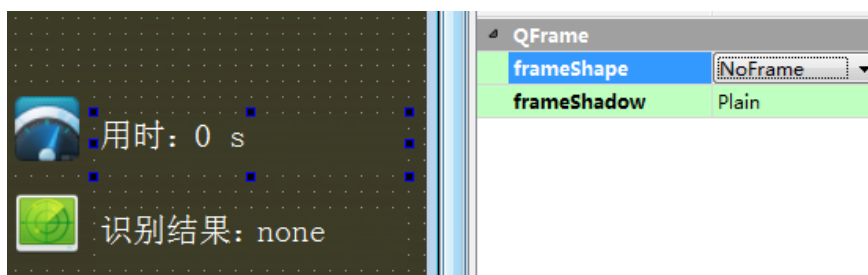 用时：0 s
识别结果：none
QFrame
frameShape NoFrame
frameShadow Plain